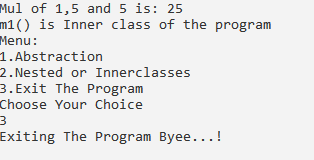 Mul of 1,5 and 5 is: 25
m1() is Inner class of the program
Menu:
1.Abstraction
2.Nested or Innerclasses
3.Exit The Program
Choose Your Choice
3
Exiting The Program Byee...!